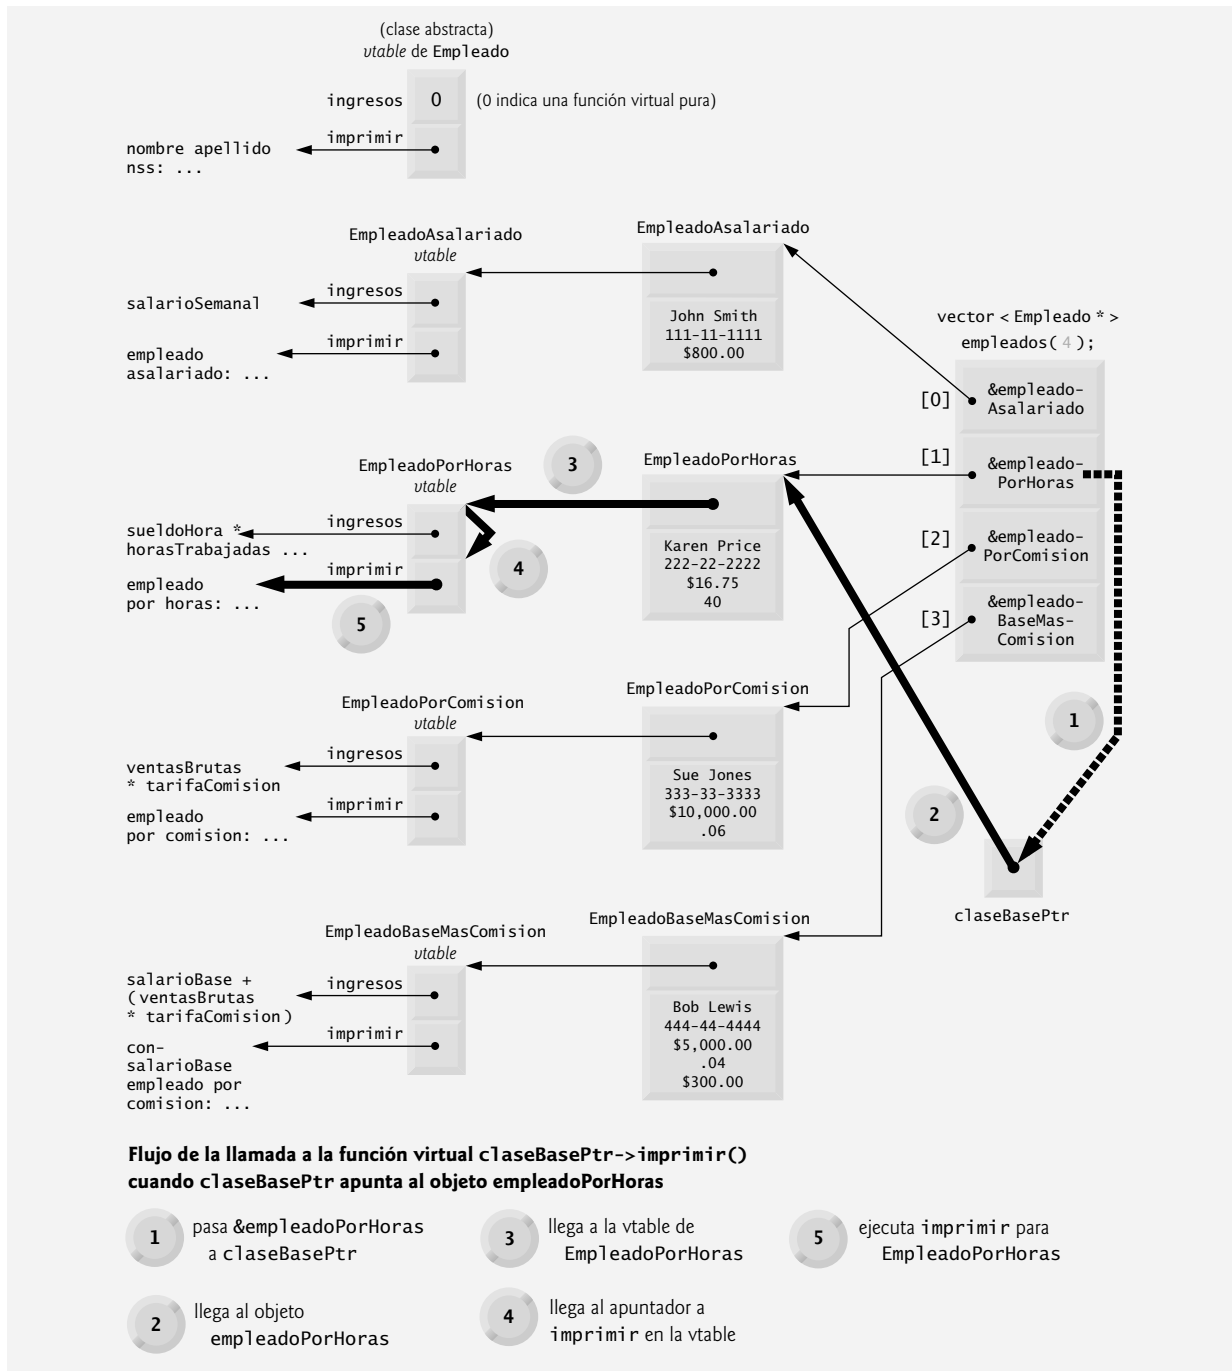 (clase abstracta)
vtable de Empleado
ingresos
0
(0 indica una función virtual pura)
imprimir
nombre apellido
nss: ...
EmpleadoAsalariado
vtable
ingresos
salarioSemanal
imprimir
empleado
asalariado: ...
EmpleadoAsalariado
John Smith
111-11-1111
$800.00
vector < Empleado * >
empleados( 4 );
[0]
&empleado-
Asalariado
[1]
&empleado-
PorHoras
[2]
&empleado-
PorComision
[3]
&empleado-
BaseMas-
Comision
EmpleadoPorHoras
vtable
3
ingresos
sueldoHora *
horasTrabajadas ...
4
imprimir
empleado
por horas: ...
5
EmpleadoPorHoras
Karen Price
222-22-2222
$16.75
40
1
2
claseBasePtr
EmpleadoPorComision
vtable
ingresos
ventasBrutas
* tarifaComision
imprimir
empleado
por comision: ...
EmpleadoPorComision
Sue Jones
333-33-3333
$10,000.00
.06
EmpleadoBaseMasComision
vtable
ingresos
salarioBase +
(ventasBrutas
* tarifaComision)
imprimir
con-
salarioBase
empleado por
comision: ...
EmpleadoBaseMasComision
Bob Lewis
444-44-4444
$5,000.00
.04
$300.00
Flujo de la llamada a la función virtual claseBasePtr->imprimir()
cuando claseBasePtr apunta al objeto empleadoPorHoras
1
pasa &empleadoPorHoras
a claseBasePtr
2
llega al objeto
empleadoPorHoras
3
llega a la vtable de
EmpleadoPorHoras
4
llega al apuntador a
imprimir en la vtable
5
ejecuta imprimir para
EmpleadoPorHoras